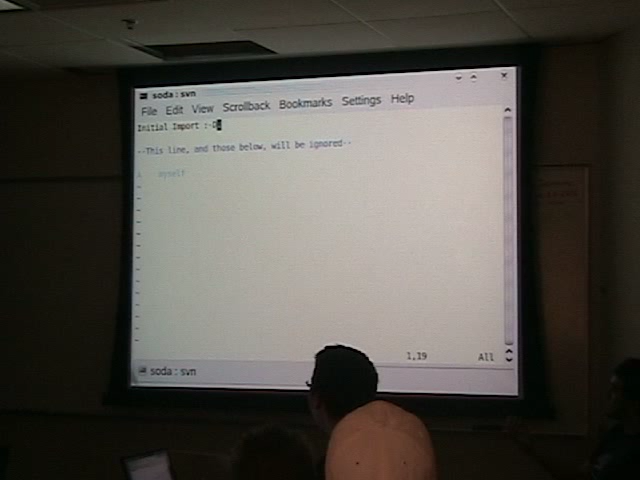 soda : svn
File Edit View Scrollback Bookmarks Settings Help
Initial Import :-D
--This line, and those below, will be ignored--
A myself
~
~
~
~
~
~
~
~
~
~
~
~
1,19 All
soda : svn